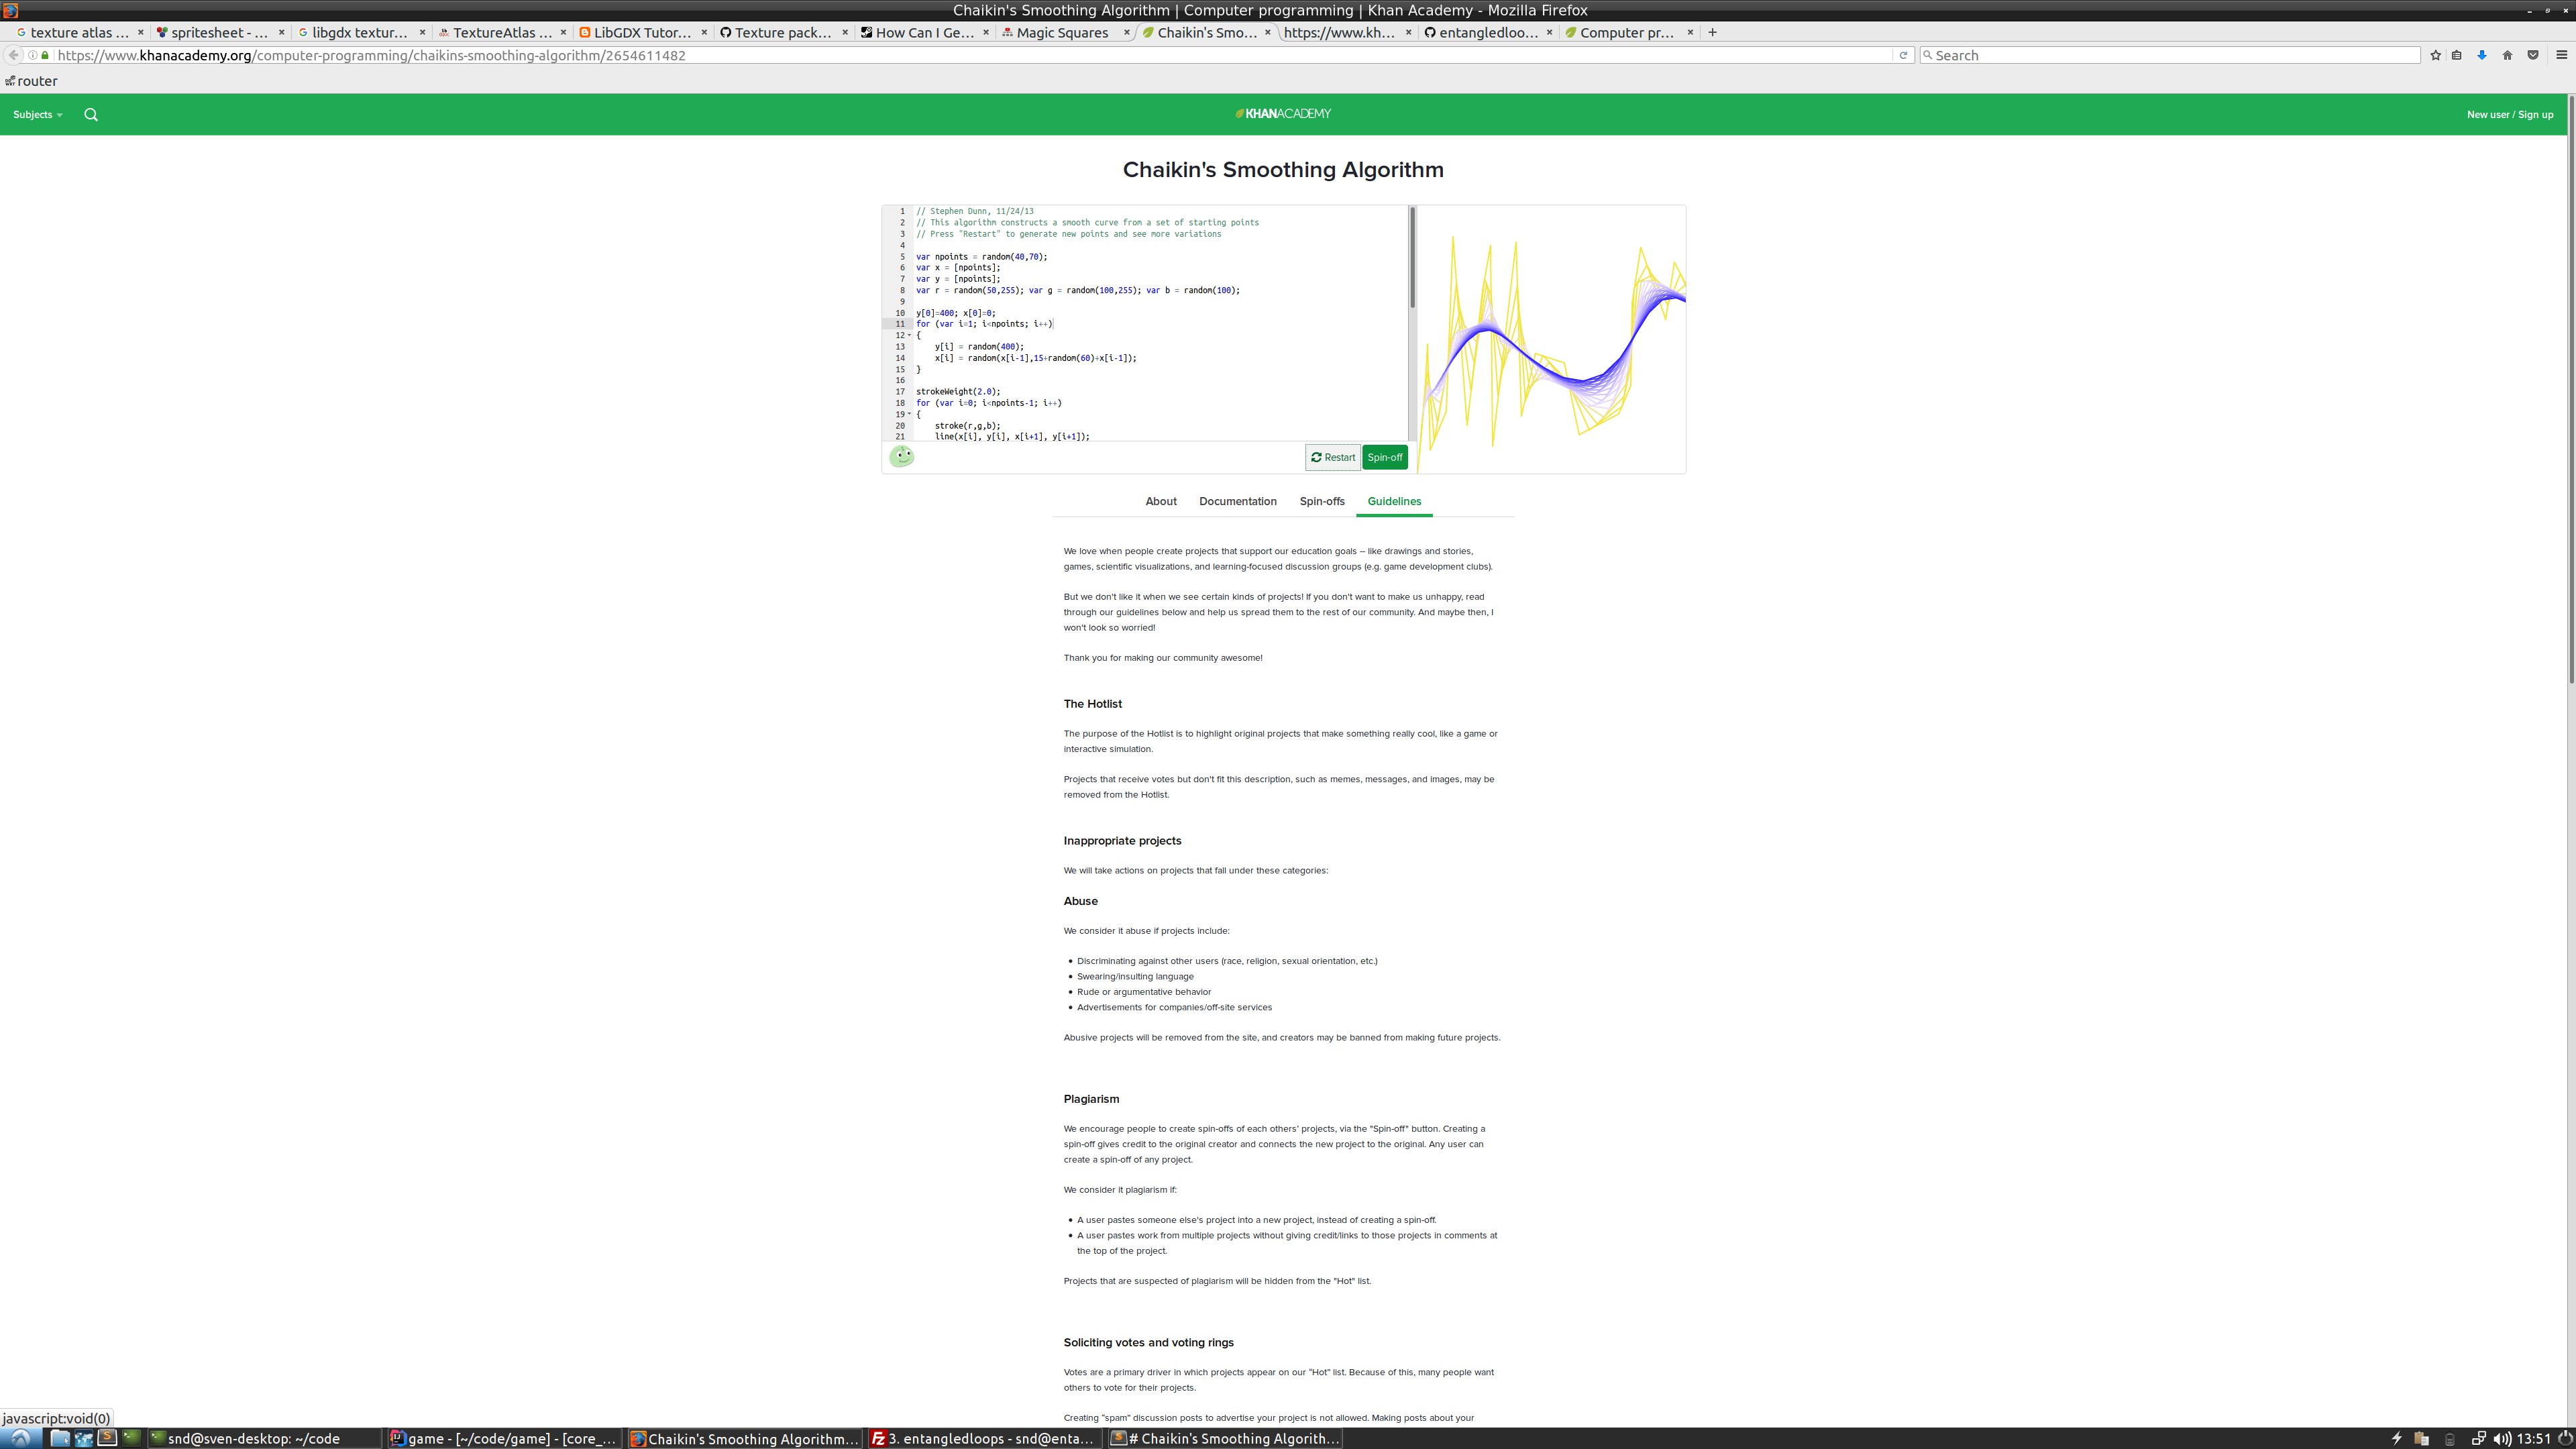 Chaikin's Smoothing Algorithm | Computer programming | Khan Academy - Mozilla Firefox
texture atlas ... spritesheet - ... libgdx textur... TextureAtlas ... LibGDX Tutor... Texture pack... How Can I Ge... Magic Squares Chaikin's Smo... https://www.kh... entangledloo... Computer pr...
https://www.khanacademy.org/computer-programming/chaikins-smoothing-algorithm/2654611482 Search
router
Subjects KHANACADEMY New user / Sign up
Chaikin's Smoothing Algorithm
1 // Stephen Dunn, 11/24/13
2 // This algorithm constructs a smooth curve from a set of starting points
3 // Press "Restart" to generate new points and see more variations
4
5 var npoints = random(40,70);
6 var x = [npoints];
7 var y = [npoints];
8 var r = random(50,255); var g = random(100,255); var b = random(100);
9
10 y[0]=400; x[0]=0;
11 for (var i=1; i<npoints; i++)
12 {
13 y[i] = random(400);
14 x[i] = random(x[i-1],15+random(60)+x[i-1]);
15 }
16
17 strokeWeight(2.0);
18 for (var i=0; i<npoints-1; i++)
19 {
20 stroke(r,g,b);
21 line(x[i], y[i], x[i+1], y[i+1]);
Restart Spin-off
About Documentation Spin-offs Guidelines
We love when people create projects that support our education goals – like drawings and stories,
games, scientific visualizations, and learning-focused discussion groups (e.g. game development clubs).
But we don't like it when we see certain kinds of projects! If you don't want to make us unhappy, read
through our guidelines below and help us spread them to the rest of our community. And maybe then, I
won't look so worried!
Thank you for making our community awesome!
The Hotlist
The purpose of the Hotlist is to highlight original projects that make something really cool, like a game or
interactive simulation.
Projects that receive votes but don't fit this description, such as memes, messages, and images, may be
removed from the Hotlist.
Inappropriate projects
We will take actions on projects that fall under these categories:
Abuse
We consider it abuse if projects include:
• Discriminating against other users (race, religion, sexual orientation, etc.)
• Swearing/insulting language
• Rude or argumentative behavior
• Advertisements for companies/off-site services
Abusive projects will be removed from the site, and creators may be banned from making future projects.
Plagiarism
We encourage people to create spin-offs of each others' projects, via the "Spin-off" button. Creating a
spin-off gives credit to the original creator and connects the new project to the original. Any user can
create a spin-off of any project.
We consider it plagiarism if:
• A user pastes someone else's project into a new project, instead of creating a spin-off.
• A user pastes work from multiple projects without giving credit/links to those projects in comments at
the top of the project.
Projects that are suspected of plagiarism will be hidden from the "Hot" list.
Soliciting votes and voting rings
Votes are a primary driver in which projects appear on our "Hot" list. Because of this, many people want
others to vote for their projects.
Creating "spam" discussion posts to advertise your project is not allowed. Making posts about your
javascript:void(0)
snd@sven-desktop: ~/code game - [~/code/game] - [core_... Chaikin's Smoothing Algorithm... 3. entangledloops - snd@enta... # Chaikin's Smoothing Algorith... 13:51